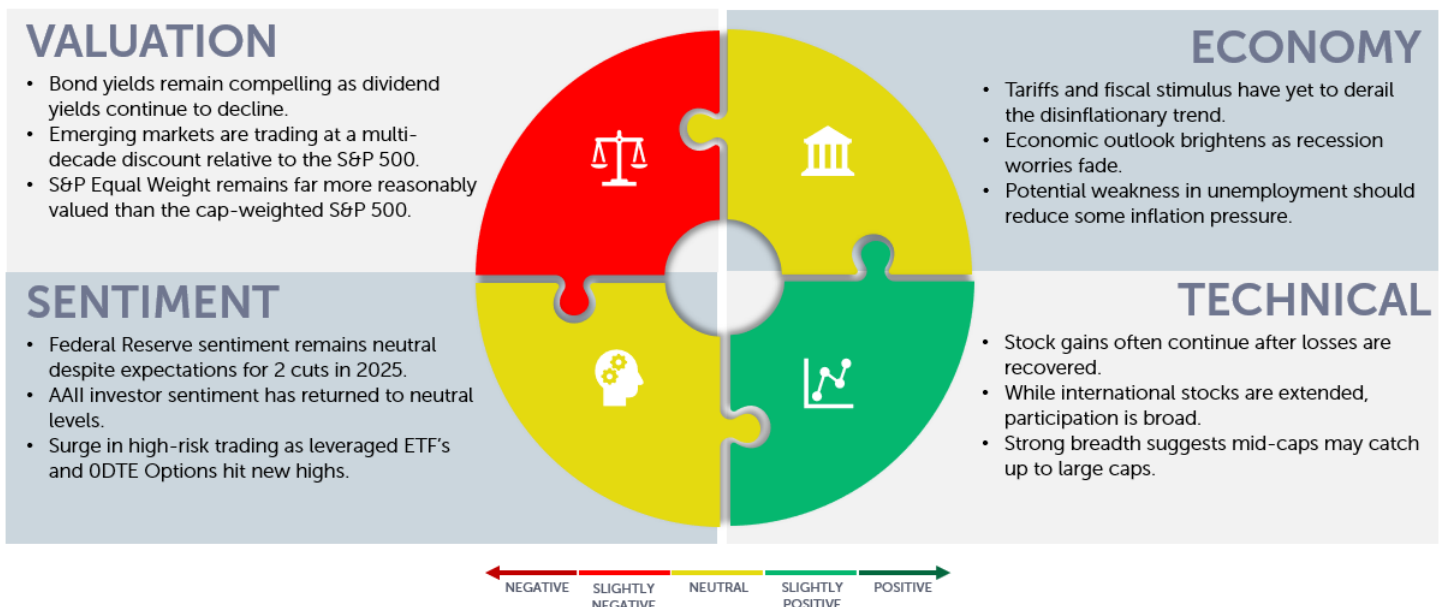 VALUATION
• Bond yields remain compelling as dividend
yields continue to decline.
• Emerging markets are trading at a multi-
decade discount relative to the S&P 500.
• S&P Equal Weight remains far more reasonably
valued than the cap-weighted S&P 500.
ECONOMY
• Tariffs and fiscal stimulus have yet to derail
the disinflationary trend.
• Economic outlook brightens as recession
worries fade.
• Potential weakness in unemployment should
reduce some inflation pressure.
SENTIMENT
• Federal Reserve sentiment remains neutral
despite expectations for 2 cuts in 2025.
• AAII investor sentiment has returned to neutral
levels.
• Surge in high-risk trading as leveraged ETF's
and 0DTE Options hit new highs.
TECHNICAL
• Stock gains often continue after losses are
recovered.
• While international stocks are extended,
participation is broad.
• Strong breadth suggests mid-caps may catch
up to large caps.
NEGATIVE
SLIGHTLY
NEGATIVE
NEUTRAL
SLIGHTLY
POSITIVE
POSITIVE